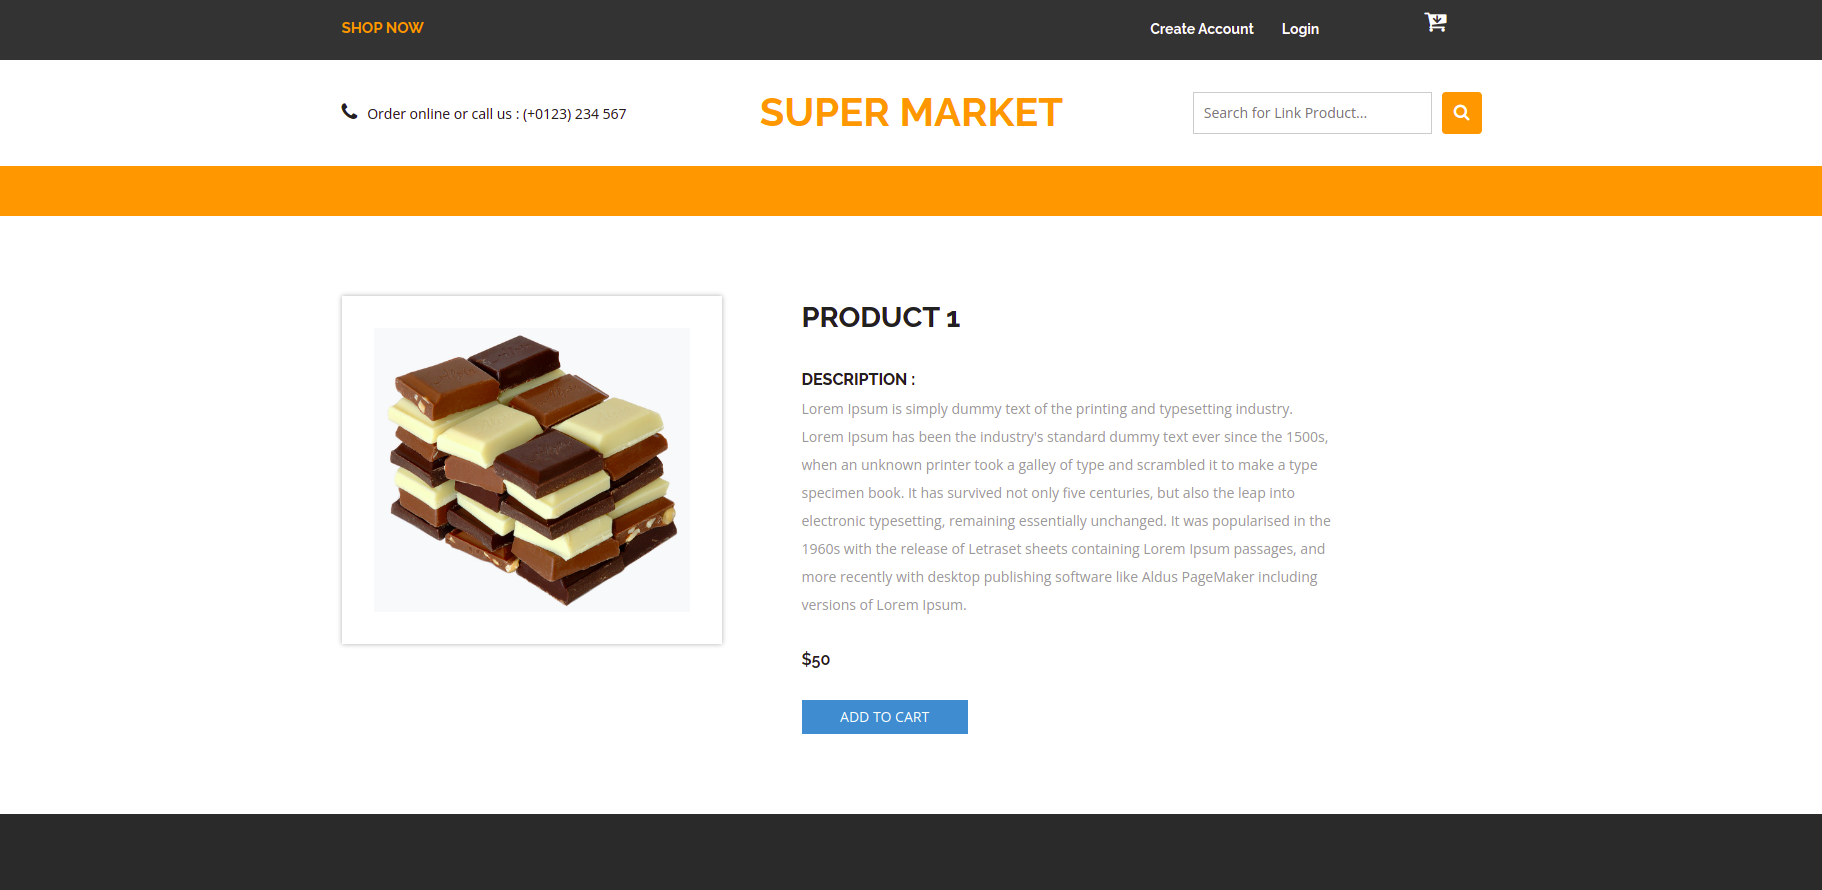 SHOP NOW
Create Account
Login
Order online or call us : (+0123) 234 567
SUPER MARKET
Search for Link Product...
PRODUCT 1
DESCRIPTION :
Lorem Ipsum is simply dummy text of the printing and typesetting industry.
Lorem Ipsum has been the industry's standard dummy text ever since the 1500s,
when an unknown printer took a galley of type and scrambled it to make a type
specimen book. It has survived not only five centuries, but also the leap into
electronic typesetting, remaining essentially unchanged. It was popularised in the
1960s with the release of Letraset sheets containing Lorem Ipsum passages, and
more recently with desktop publishing software like Aldus PageMaker including
versions of Lorem Ipsum.
$50
ADD TO CART